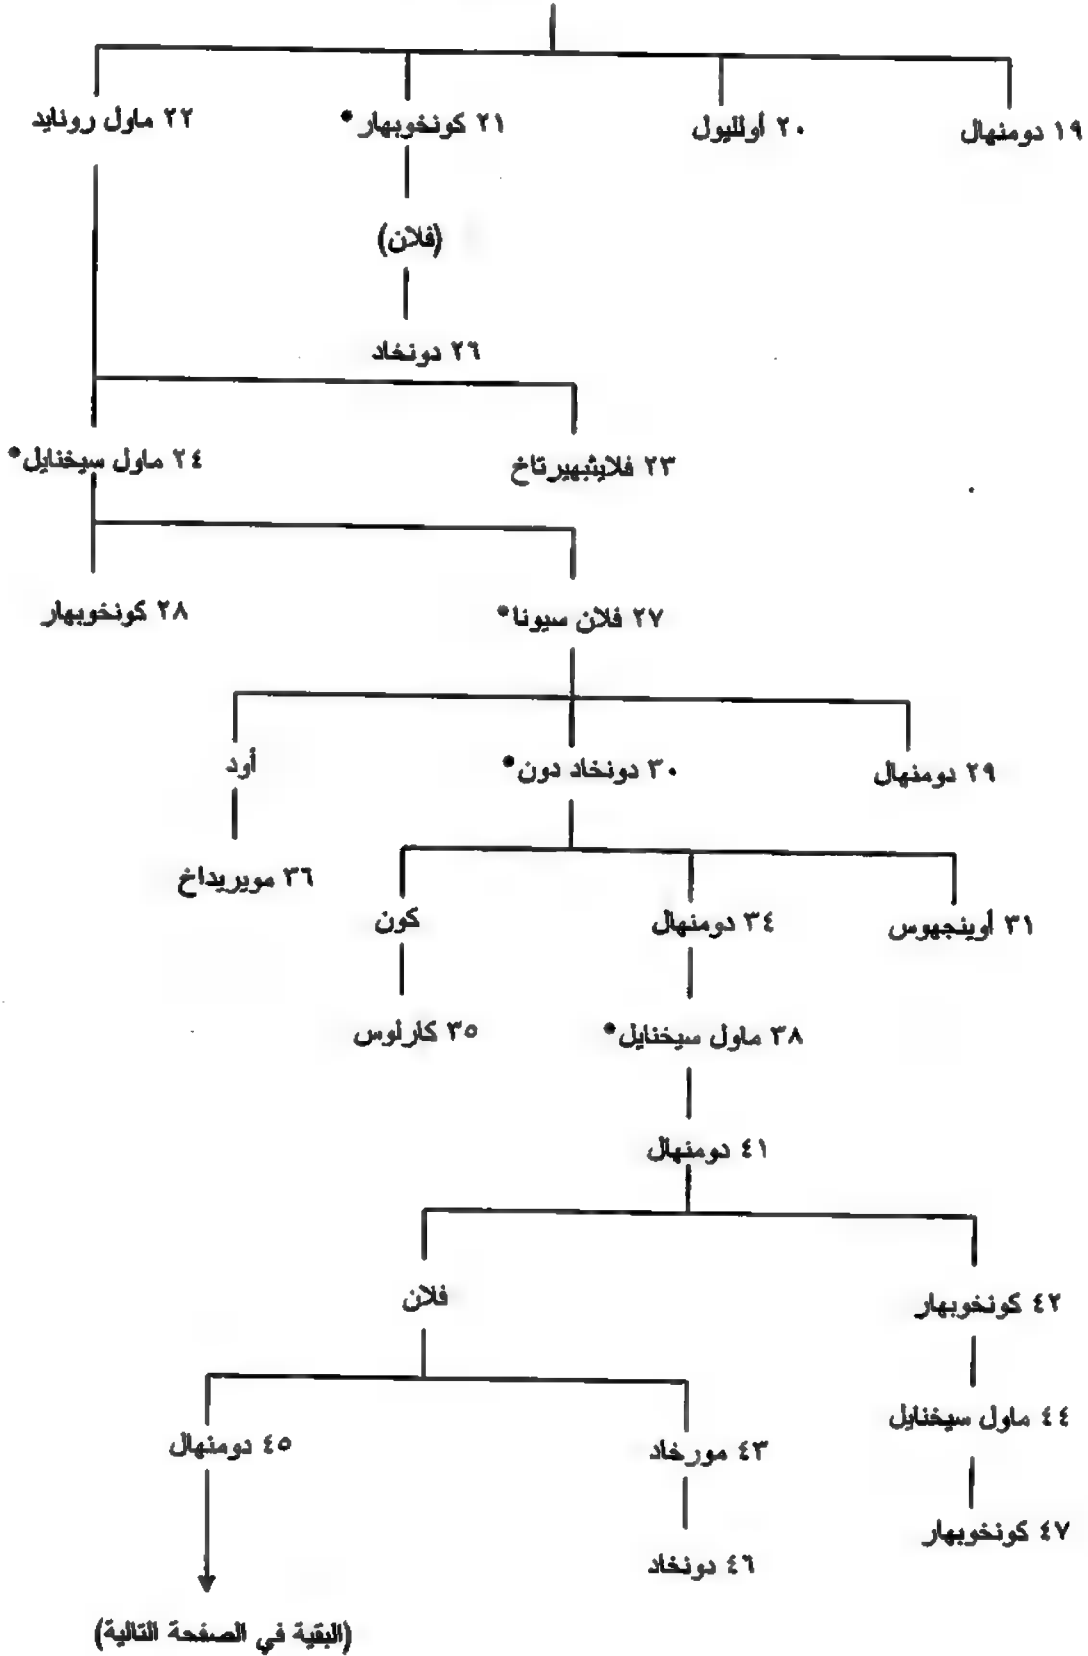 ١٩ دومنهال
٢٠ أولليول
٢١ كونخوبهار*
٢٢ ماول رونايد
(فلان)
٢٦ دونخاد
٢٣ فلايثبهيرتاخ
٢٤ ماول سيخنايل*
٢٧ فلان سيونا*
٢٨ كونخوبهار
٢٩ دومنهال
٣٠ دونخاد دون*
أود
٣٦ مويريداخ
٣١ أوينجهوس
٣٤ دومنهال
كون
٣٨ ماول سيخنايل*
٣٥ كارلوس
٤١ دومنهال
٤٢ كونخوبهار
فلان
٤٤ ماول سيخنايل
٤٣ مورخاد
٤٥ دومنهال
٤٧ كونخوبهار
٤٦ دونخاد
(البقية في الصفحة التالية)